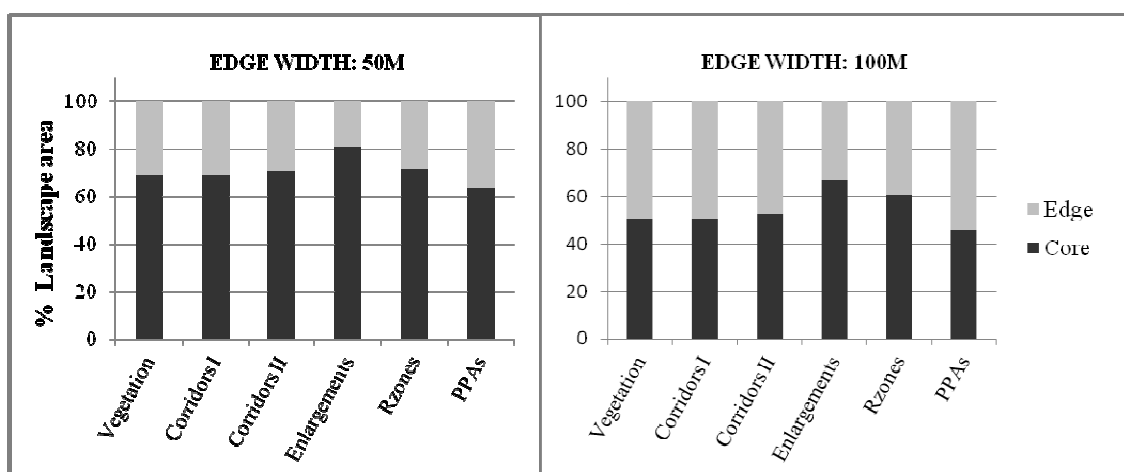 EDGE WIDTH: 50M
% Landscape area
100
80
60
40
20
0
Vegetation
Corridors I
Corridors II
Enlargements
Rzones
PPAs
EDGE WIDTH: 100M
100
80
60
40
20
0
Vegetation
Corridors I
Corridors II
Enlargements
Rzones
PPAs
Edge
Core